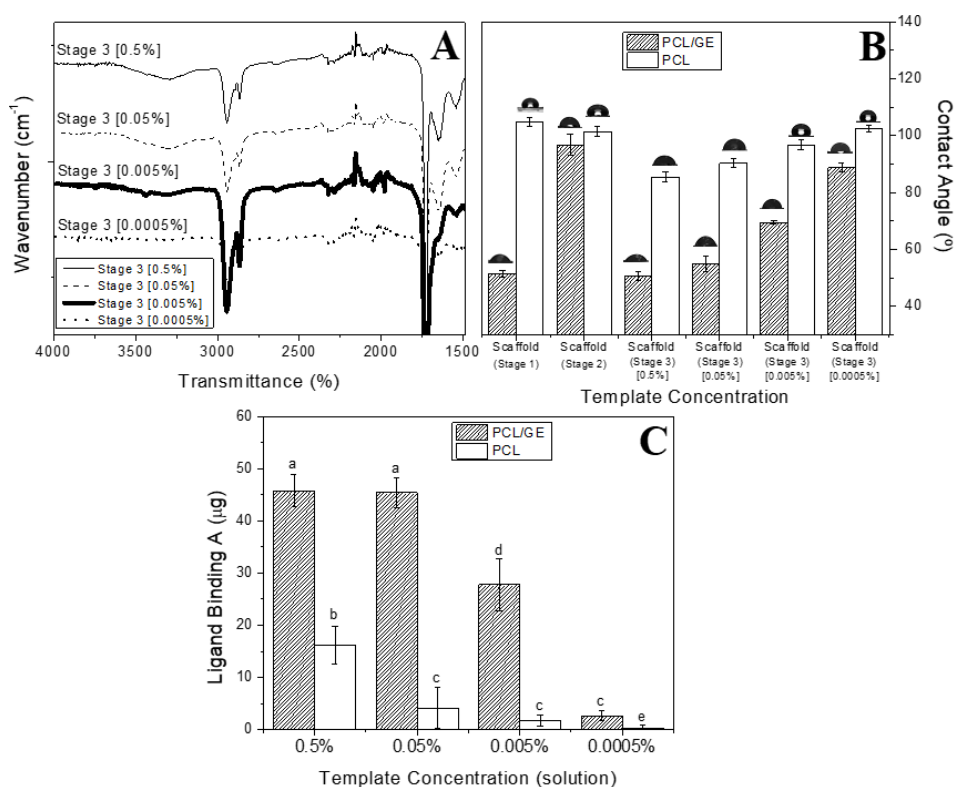 A
Stage 3 [0.5%]
Stage 3 [0.05%]
Stage 3 [0.005%]
Stage 3 [0.0005%]
Stage 3 [0.5%]
Stage 3 [0.05%]
Stage 3 [0.005%]
Stage 3 [0.0005%]
Wavenumber (cm-1)
4000 3500 3000 2500 2000 1500
Transmittance (%)
B
PCL/GE
PCL
140
120
100
80
60
40
Contact Angle (º)
Scaffold Scaffold Scaffold Scaffold Scaffold Scaffold
(Stage 1) (Stage 2) (Stage 3) (Stage 3) (Stage 3) (Stage 3)
[0.5%] [0.05%] [0.005%] [0.0005%]
Template Concentration
C
PCL/GE
PCL
60
50
40
30
20
10
0
Ligand Binding A (µg)
a
b
a
c
d
c
c
e
0.5% 0.05% 0.005% 0.0005%
Template Concentration (solution)